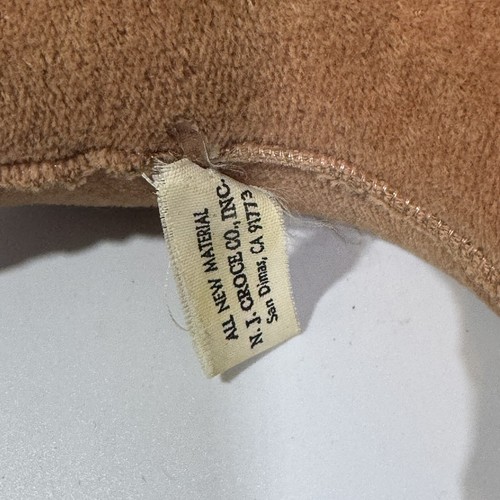 ALL NEW MATERIAL
N. J. CROCE CO., INC.
San Dimas, CA 91773